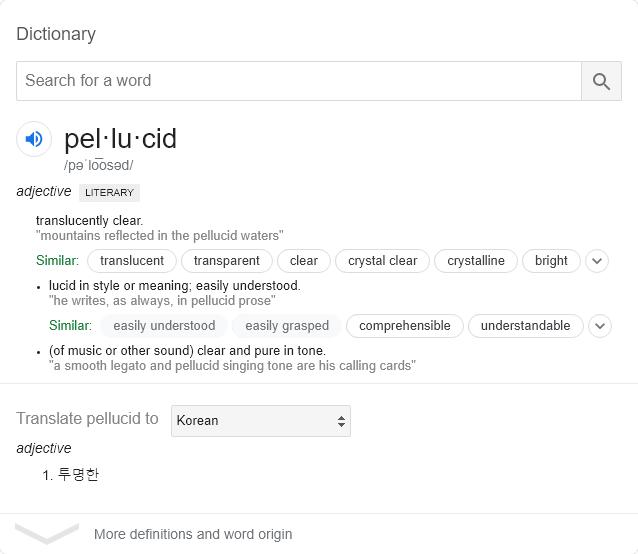 Dictionary
Search for a word
pel·lu·cid
/pəˈlo͞osəd/
adjective LITERARY
translucently clear.
"mountains reflected in the pellucid waters"
Similar: translucent transparent clear crystal clear crystalline bright
• lucid in style or meaning; easily understood.
"he writes, as always, in pellucid prose"
Similar: easily understood easily grasped comprehensible understandable
• (of music or other sound) clear and pure in tone.
"a smooth legato and pellucid singing tone are his calling cards"
Translate pellucid to Korean
adjective
1. 투명한
More definitions and word origin